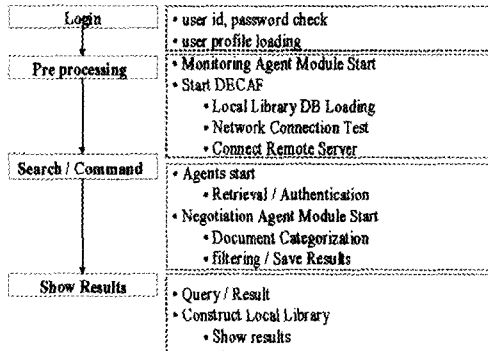 Login
• user id, password check
• user profile loading
Pre processing
• Monitoring Agent Module Start
• Start DECAF
• Local Library DB Loading
• Network Connection Test
• Connect Remote Server
Search / Command
• Agents start
• Retrieval / Authentication
• Negotiation Agent Module Start
• Document Categorization
• filtering / Save Results
Show Results
• Query / Result
• Construct Local Library
• Show results